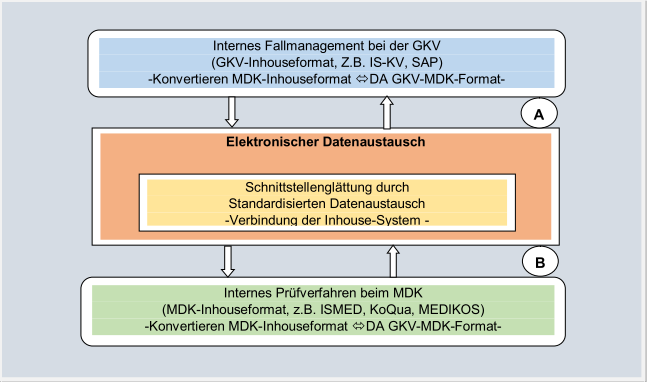 Internes Fallmanagement bei der GKV
(GKV-Inhouseformat, Z.B. IS-KV, SAP)
-Konvertieren MDK-Inhouseformat ⇔DA GKV-MDK-Format-
A
Elektronischer Datenaustausch
Schnittstellenglättung durch
Standardisierten Datenaustausch
-Verbindung der Inhouse-System -
B
Internes Prüfverfahren beim MDK
(MDK-Inhouseformat, z.B. ISMED, KoQua, MEDIKOS)
-Konvertieren MDK-Inhouseformat ⇔DA GKV-MDK-Format-